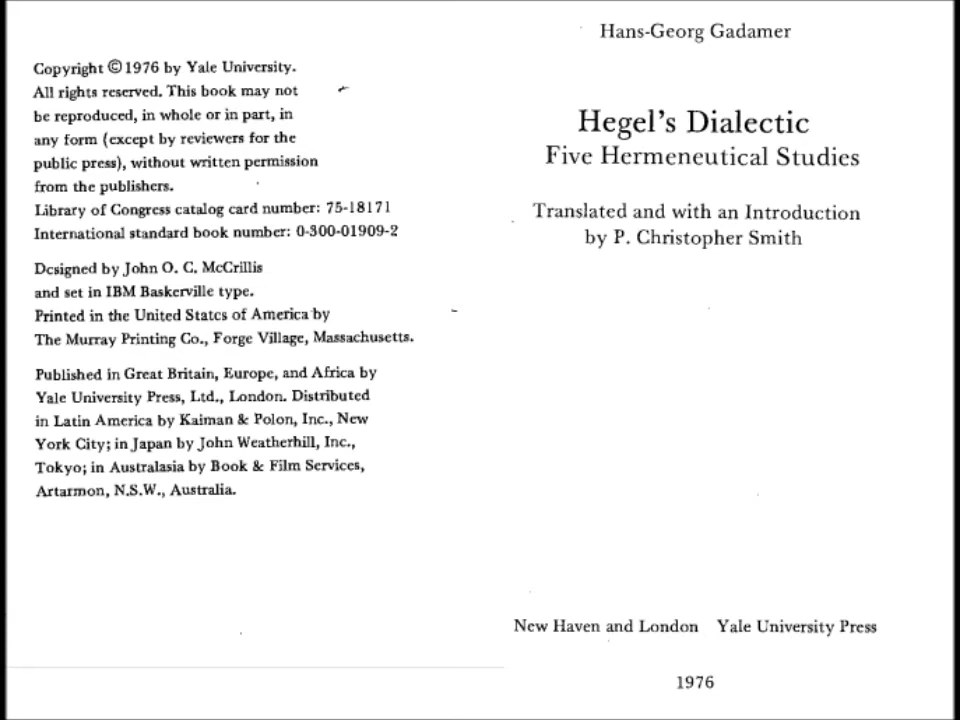 Copyright © 1976 by Yale University.
All rights reserved. This book may not
be reproduced, in whole or in part, in
any form (except by reviewers for the
public press), without written permission
from the publishers.
Library of Congress catalog card number: 75-18171
International standard book number: 0-300-01909-2
Designed by John O. C. McCrillis
and set in IBM Baskerville type.
Printed in the United States of America by
The Murray Printing Co., Forge Village, Massachusetts.
Published in Great Britain, Europe, and Africa by
Yale University Press, Ltd., London. Distributed
in Latin America by Kaiman & Polon, Inc., New
York City; in Japan by John Weatherhill, Inc.,
Tokyo; in Australasia by Book & Film Services,
Artarmon, N.S.W., Australia.
Hans-Georg Gadamer
Hegel's Dialectic
Five Hermeneutical Studies
Translated and with an Introduction
by P. Christopher Smith
New Haven and London Yale University Press
1976